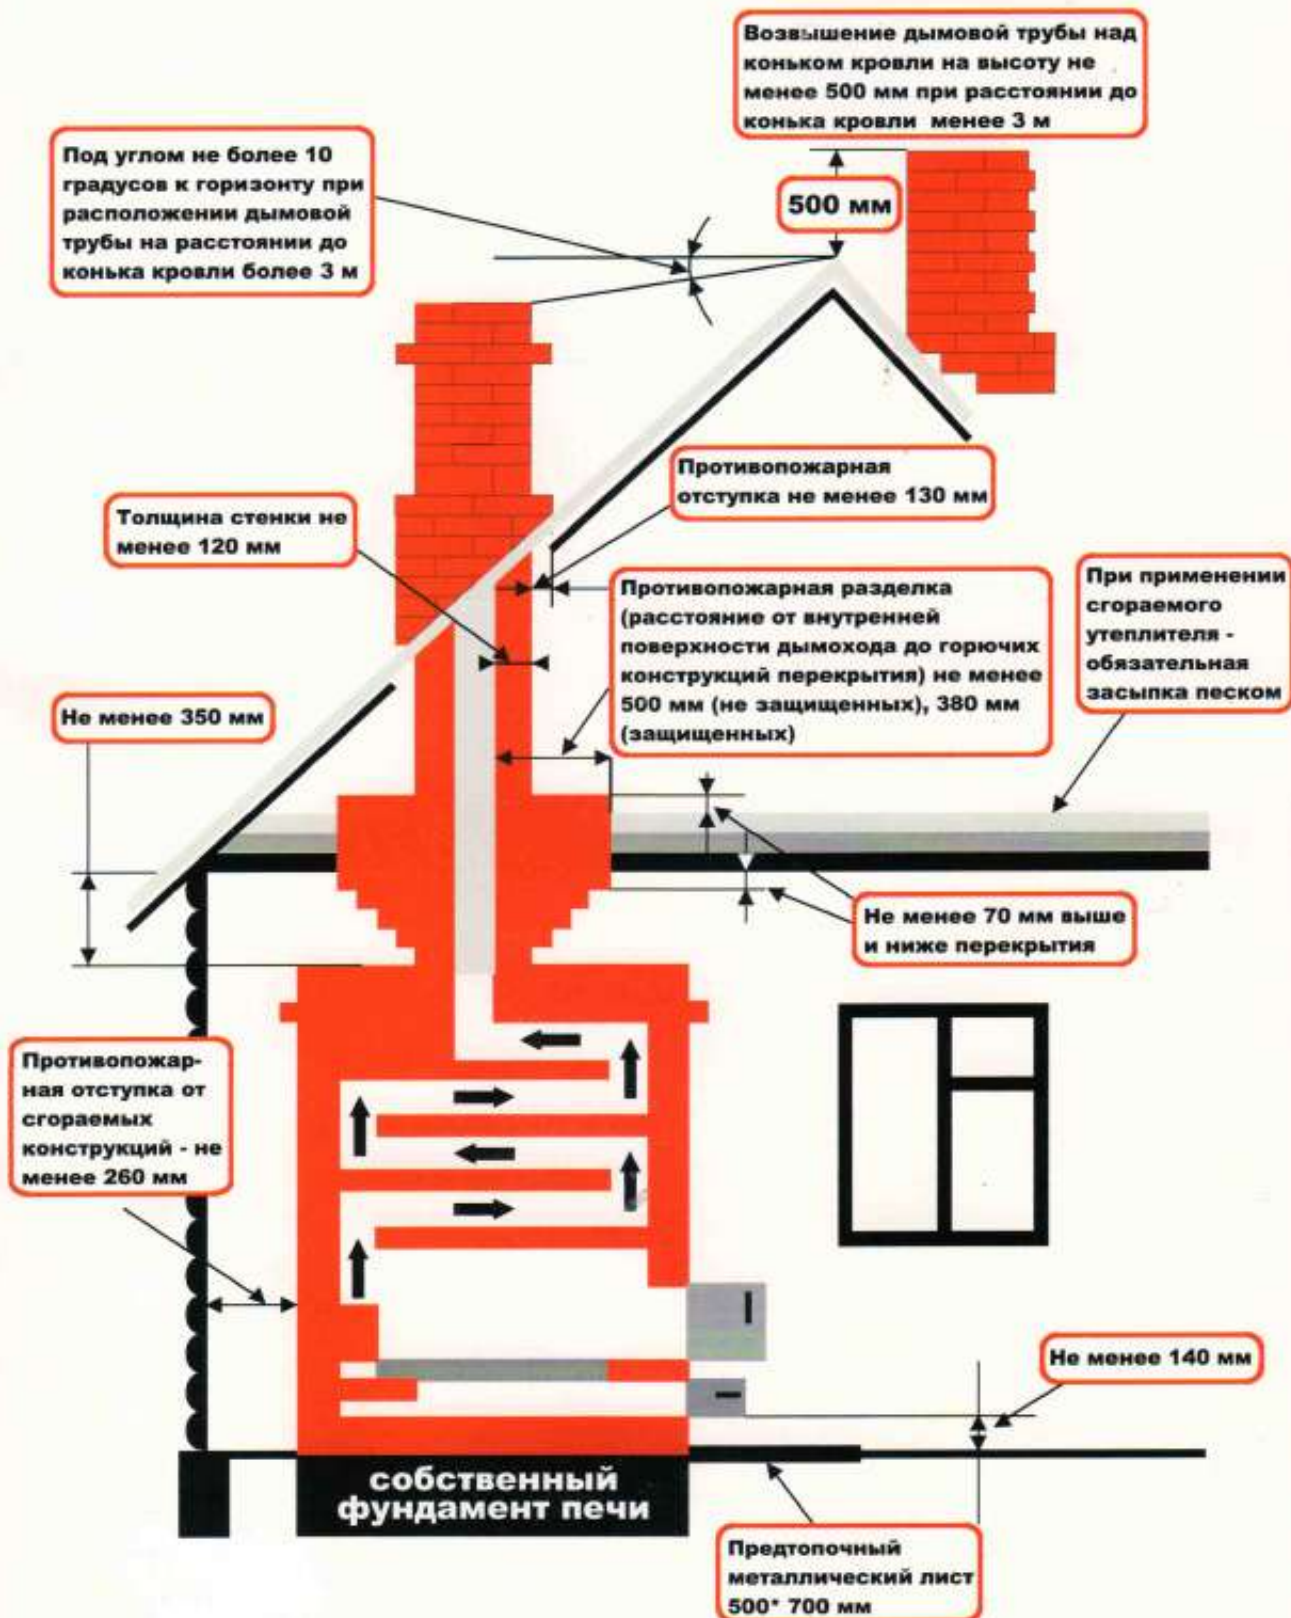 Возвышение дымовой трубы над
коньком кровли на высоту не
менее 500 мм при расстоянии до
конька кровли менее 3 м
Под углом не более 10
градусов к горизонту при
расположении дымовой
трубы на расстоянии до
конька кровли более 3 м
500 мм
Противопожарная
отступка не менее 130 мм
Толщина стенки не
менее 120 мм
Противопожарная разделка
(расстояние от внутренней
поверхности дымохода до горючих
конструкций перекрытия) не менее
500 мм (не защищенных), 380 мм
(защищенных)
При применении
сгораемого
утеплителя -
обязательная
засыпка песком
Не менее 350 мм
Не менее 70 мм выше
и ниже перекрытия
Противопожар-
ная отступка от
сгораемых
конструкций - не
менее 260 мм
Не менее 140 мм
собственный
фундамент печи
Предтопочный
металлический лист
500* 700 мм